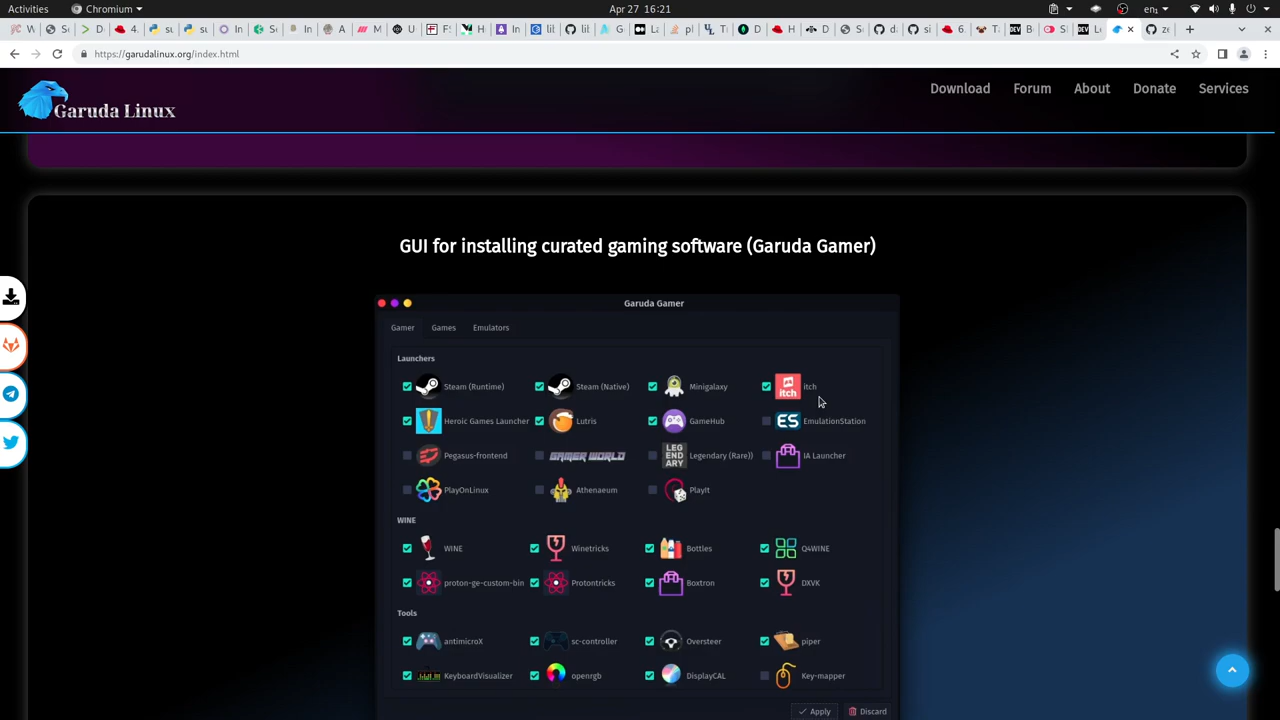 Activities
Chromium
Apr 27 16:21
en
https://garudalinux.org/index.html
Garuda Linux
Download
Forum
About
Donate
Services
GUI for installing curated gaming software (Garuda Gamer)
Garuda Gamer
Gamer Games Emulators
Launchers
Steam (Runtime) Steam (Native) Minigalaxy itch itch
Heroic Games Launcher Lutris GameHub ES EmulationStation
Pegasus-frontend GAMER WORLD LEGENDARY Legendary (Rare)) IA Launcher
PlayOnLinux Athenaeum PlayIt
WINE
WINE Winetricks Bottles Q4WINE
proton-ge-custom-bin Protontricks Boxtron DXVK
Tools
antimicroX sc-controller Oversteer piper
KeyboardVisualizer openrgb DisplayCAL Key-mapper
Apply Discard